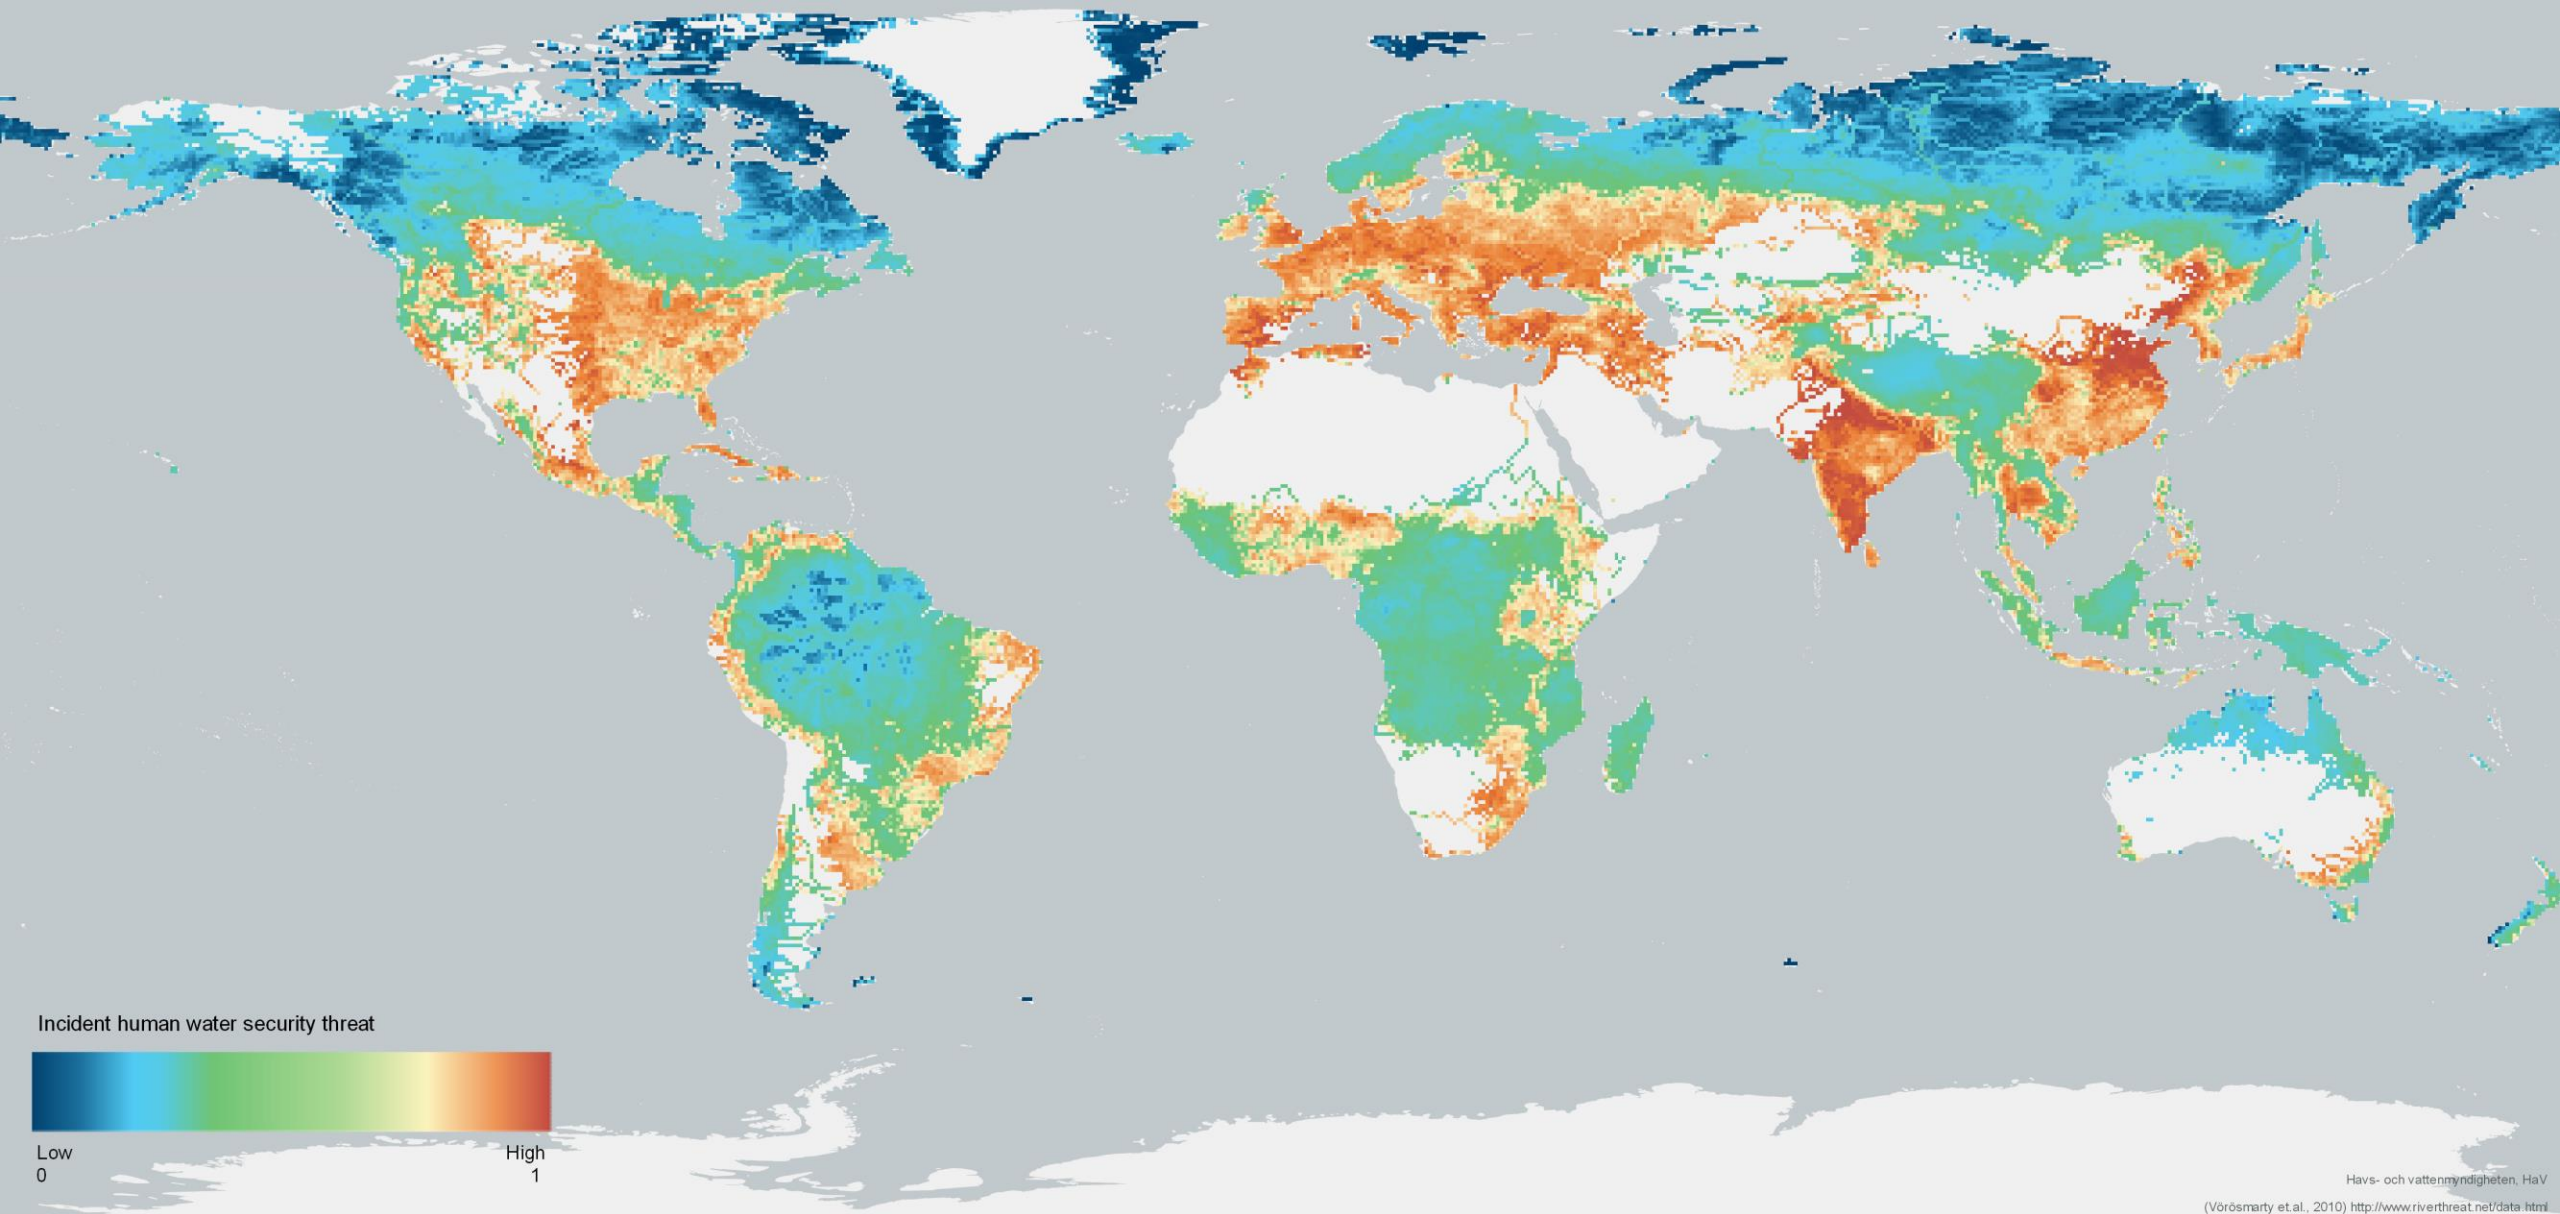 Incident human water security threat
Low
High
0
1
Havs- och vattenmyndigheten, HaV
(Vörösmarty et.al., 2010) http://www.riverthreat.net/data.html